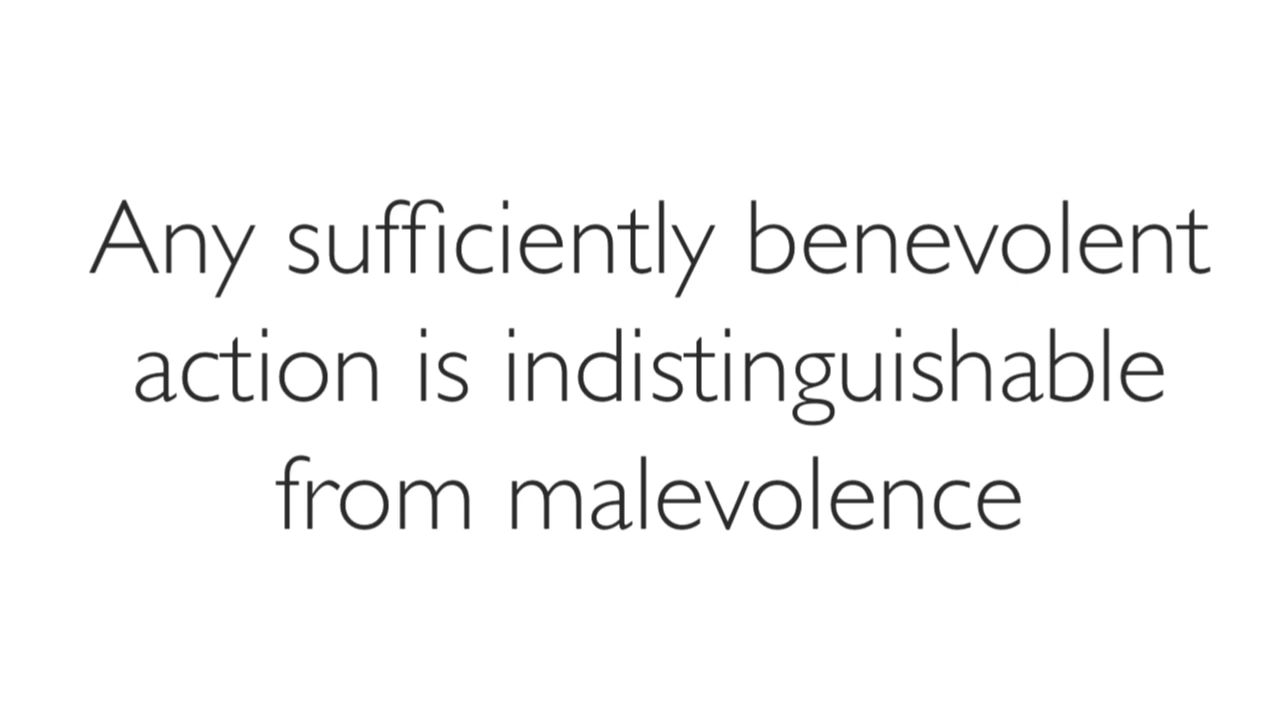 Any sufficiently benevolent
action is indistinguishable
from malevolence